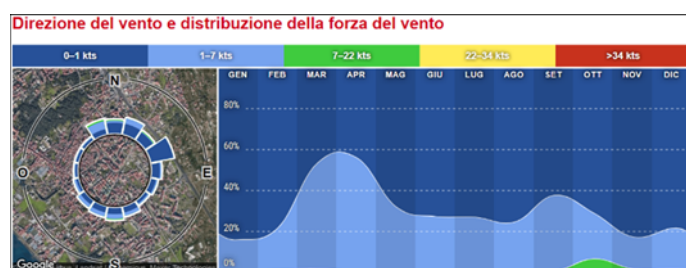 Direzione del vento e distribuzione della forza del vento
0–1 kts 1–7 kts 7–22 kts 22–34 kts >34 kts
GEN FEB MAR APR MAG GIU LUG AGO SET OTT NOV DIC
N
80%
60%
O E
40%
20%
0%
S
Google